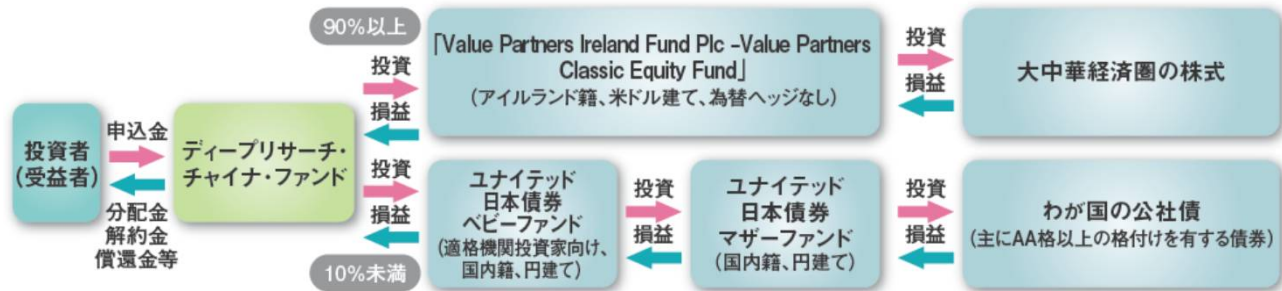 90%以上
「Value Partners Ireland Fund Plc –Value Partners
Classic Equity Fund」
(アイルランド籍、米ドル建て、為替ヘッジなし)
投資
損益
投資
損益
大中華経済圏の株式
投資者
(受益者)
申込金
分配金
解約金
償還金等
ディープリサーチ・
チャイナ・ファンド
投資
損益
10%未満
ユナイテッド
日本債券
ベビーファンド
(適格機関投資家向け、
国内籍、円建て)
投資
損益
ユナイテッド
日本債券
マザーファンド
(国内籍、円建て)
投資
損益
わが国の公社債
(主にAA格以上の格付けを有する債券)